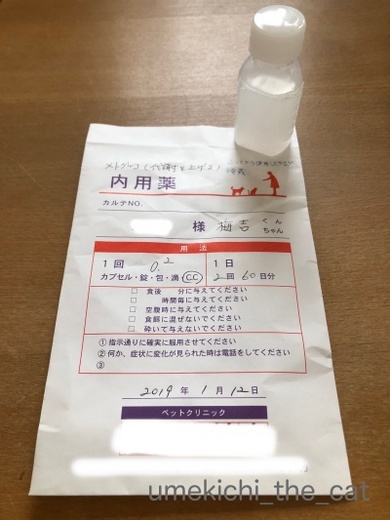 メトグルコ(代謝を上げる)
内用薬
カルテNO.
様 梅吉 くん ちゃん
用法
1回 0.2 1日
カプセル・錠・包・滴・CC 2回 60日分
□ 食後 分に与えてください
□ 時間毎に与えてください
□ 空腹時に与えてください
□ 食餌に混ぜないでください
□ 砕いて与えないでください
①指示通りに確実に服用させてください
②何か、症状に変化が見られた時は電話をしてください
③
2019年 1月 12日
ペットクリニック
umekichi_the_cat